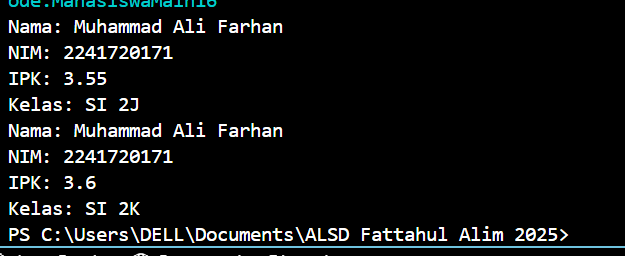 ode.MahasiswaMain16
Nama: Muhammad Ali Farhan
NIM: 2241720171
IPK: 3.55
Kelas: SI 2J
Nama: Muhammad Ali Farhan
NIM: 2241720171
IPK: 3.6
Kelas: SI 2K
PS C:\Users\DELL\Documents\ALSD Fattahul Alim 2025>